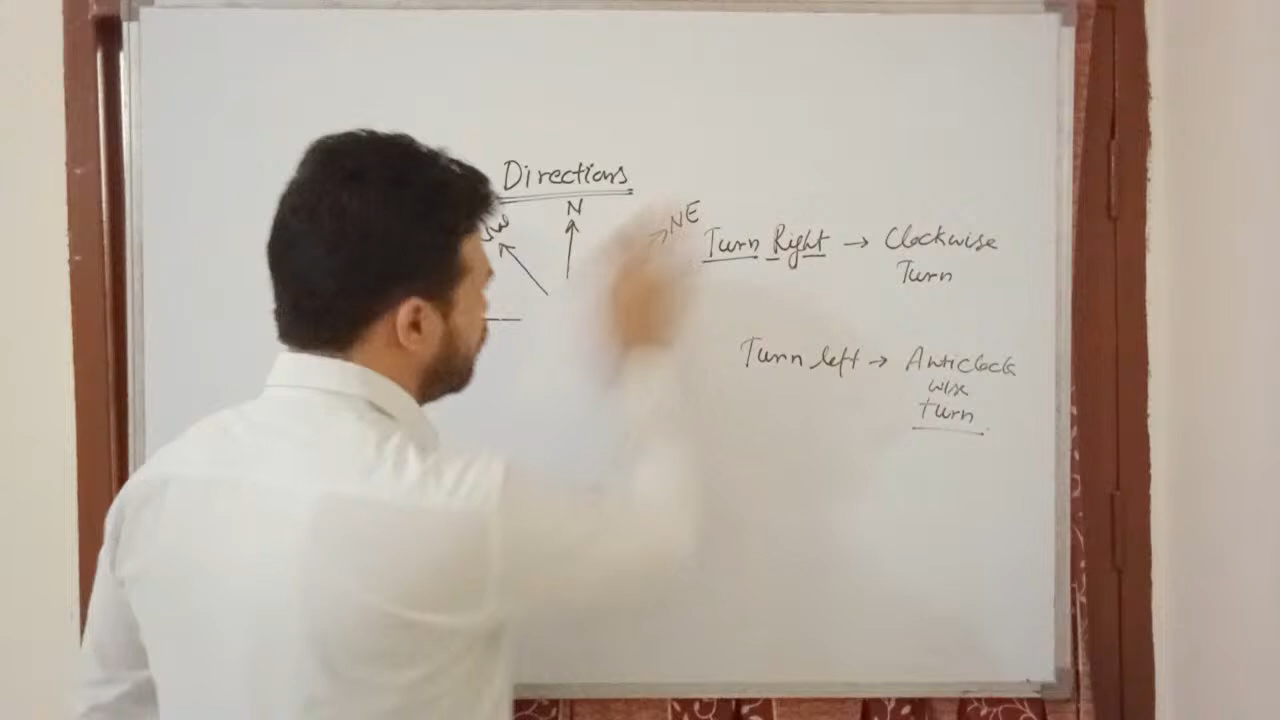 Directions
N
NE
Turn Right → Clockwise
Turn
Turn left → Anticlock
wise
turn